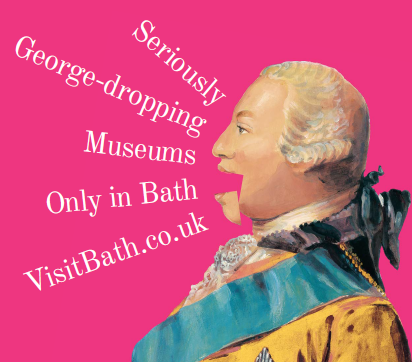 Seriously
George-dropping
Museums
Only in Bath
VisitBath.co.uk